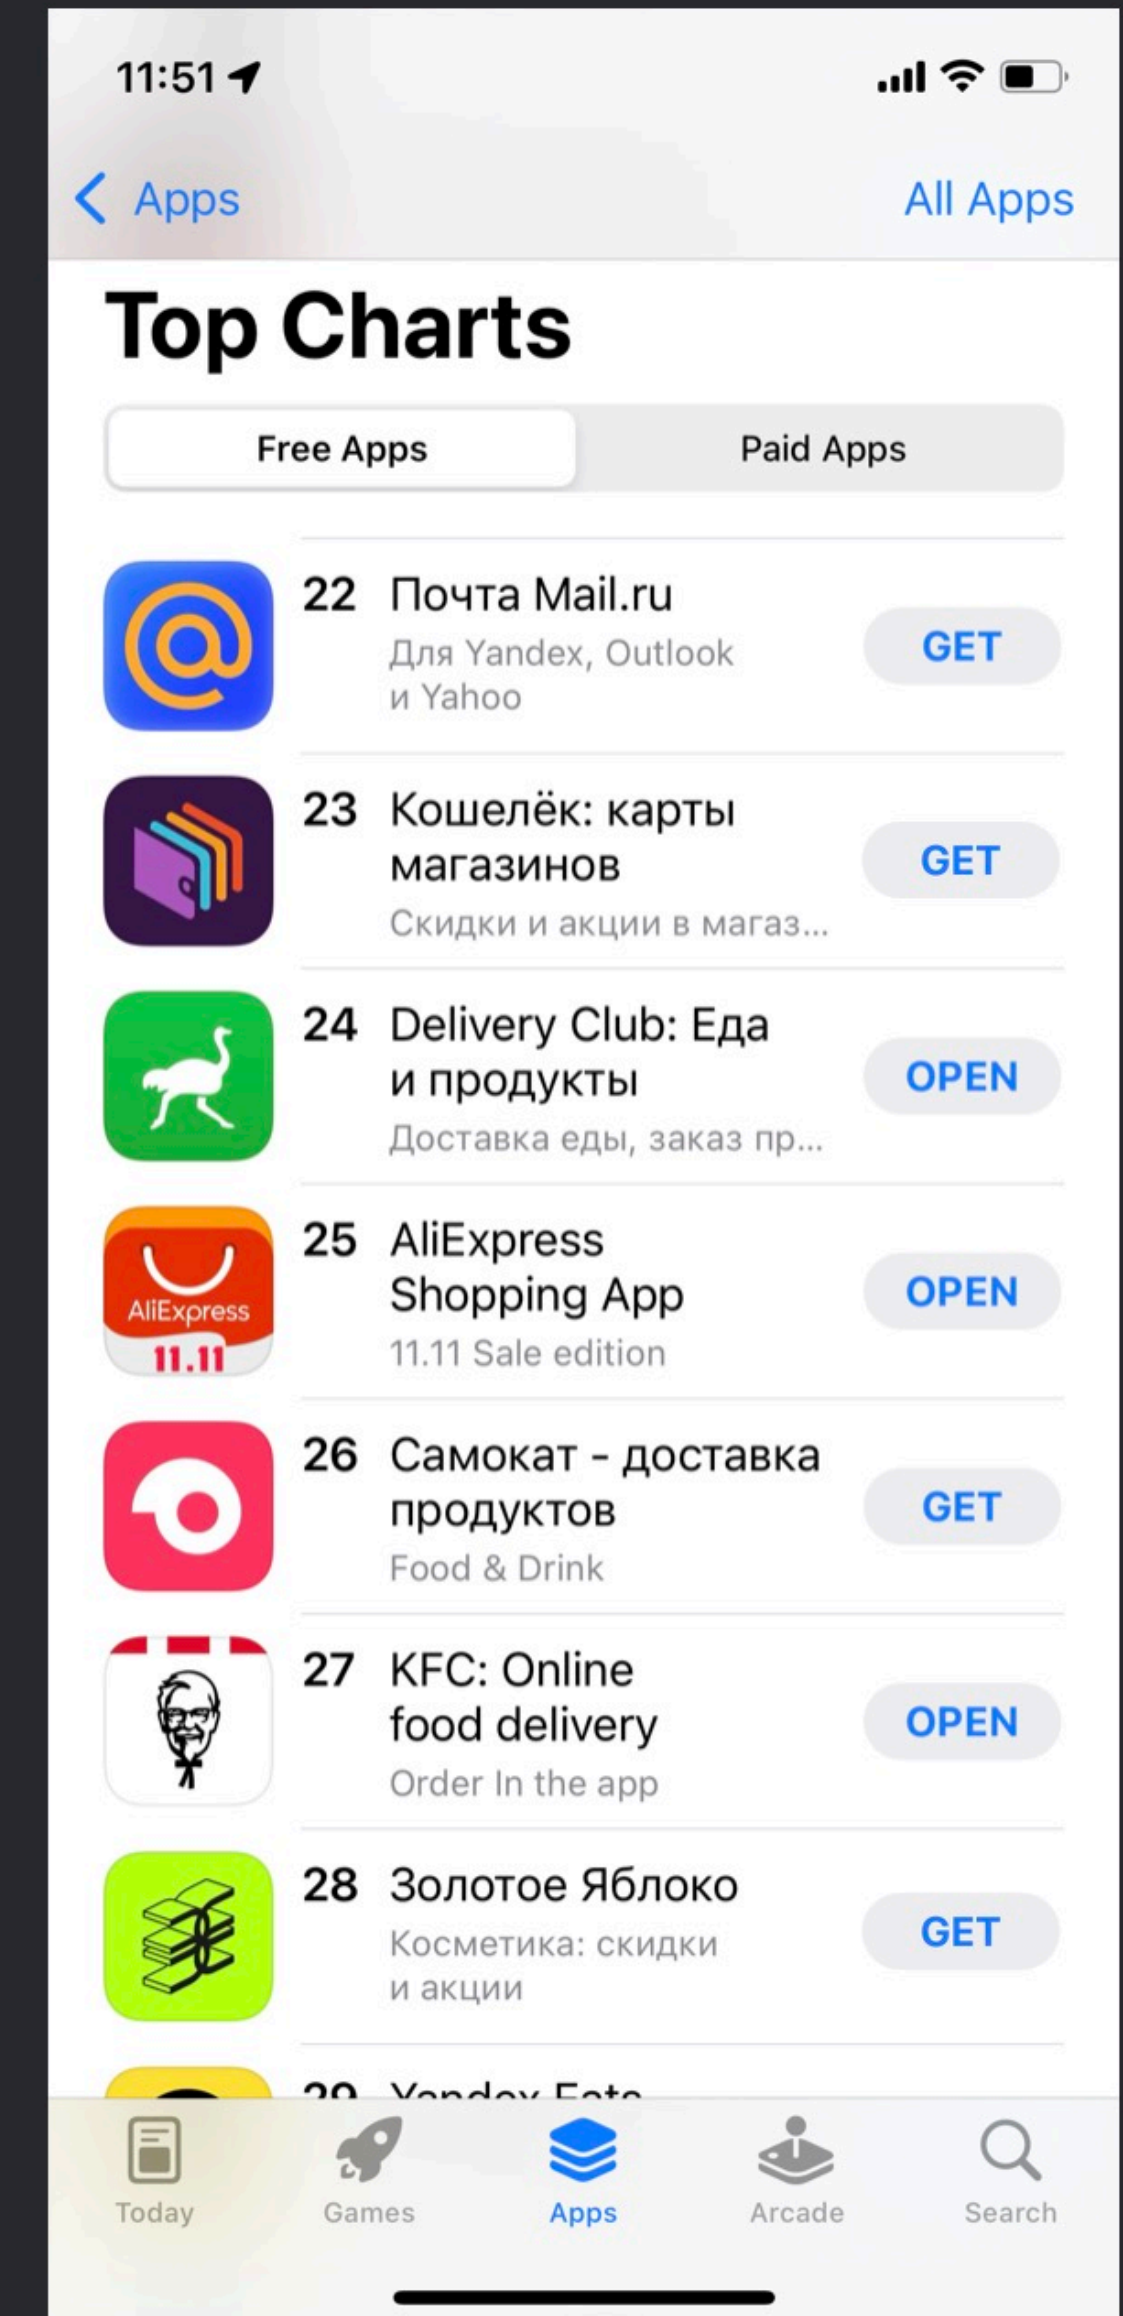 11:51
Apps
All Apps
Top Charts
Free Apps
Paid Apps
22 Почта Mail.ru
Для Yandex, Outlook
и Yahoo
GET
23 Кошелёк: карты
магазинов
Скидки и акции в магаз...
GET
24 Delivery Club: Еда
и продукты
Доставка еды, заказ пр...
OPEN
AliExpress
11.11
25 AliExpress
Shopping App
11.11 Sale edition
OPEN
26 Самокат - доставка
продуктов
Food & Drink
GET
27 KFC: Online
food delivery
Order In the app
OPEN
28 Золотое Яблоко
Косметика: скидки
и акции
GET
29 Yandex Eats
Today
Games
Apps
Arcade
Search